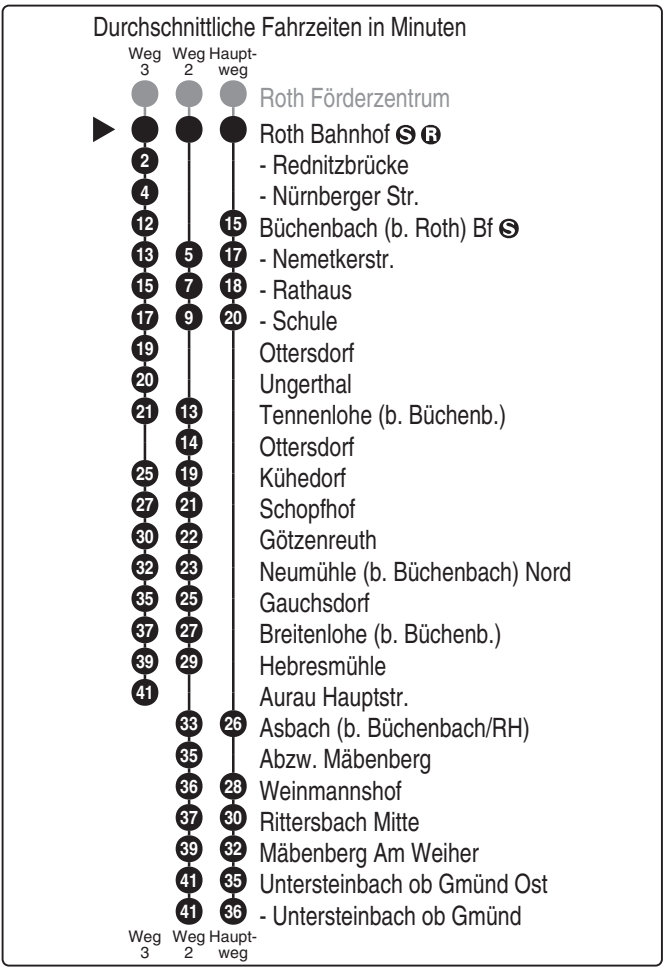 Durchschnittliche Fahrzeiten in Minuten
Weg 3 Weg 2 Haupt-weg
Roth Förderzentrum
Roth Bahnhof S R
2 - Rednitzbrücke
4 - Nürnberger Str.
12 15 Büchenbach (b. Roth) Bf S
13 5 17 - Nemetkerstr.
15 7 18 - Rathaus
17 9 20 - Schule
19 Ottersdorf
20 Ungerthal
21 13 Tennenlohe (b. Büchenb.)
14 Ottersdorf
25 19 Kühedorf
27 21 Schopfhof
30 22 Götzenreuth
32 23 Neumühle (b. Büchenbach) Nord
35 25 Gauchsdorf
37 27 Breitenlohe (b. Büchenb.)
39 29 Hebresmühle
41 Aurau Hauptstr.
33 26 Asbach (b. Büchenbach/RH)
35 Abzw. Mäbenberg
36 28 Weinmannshof
37 30 Rittersbach Mitte
39 32 Mäbenberg Am Weiher
41 35 Untersteinbach ob Gmünd Ost
41 36 - Untersteinbach ob Gmünd
Weg 3 Weg 2 Haupt-weg